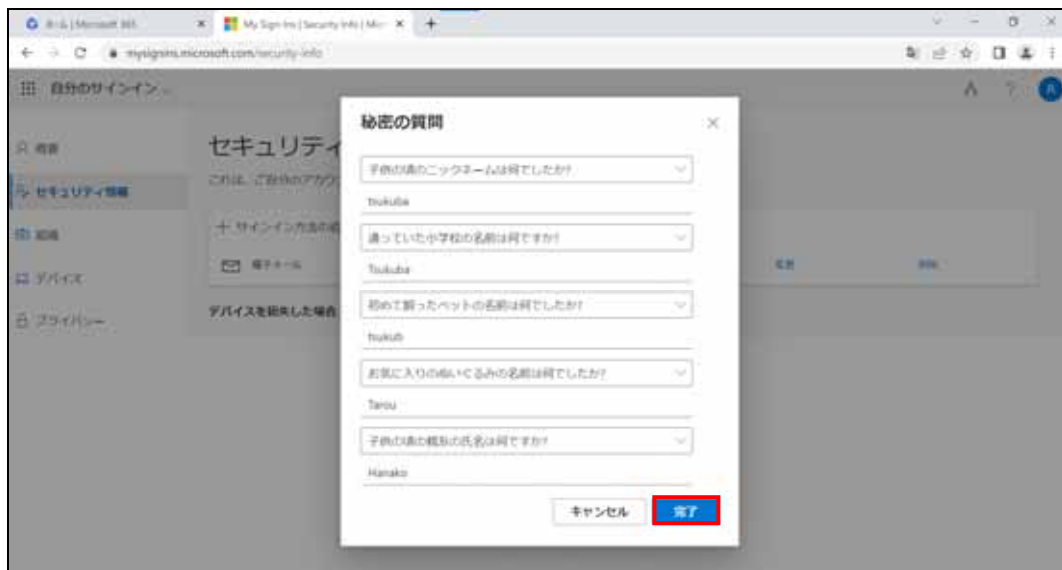 ホーム | Microsoft 365
My Sign-Ins | Security Info | Micr
mysignins.microsoft.com/security-info
自分のサインイン
概要
セキュリティ情報
組織
デバイス
プライバシー
セキュリティ
これは、ご自分のアカウ
サインイン方法の追
電子メール
変更
削除
デバイスを紛失した場合
秘密の質問
子供の頃のニックネームは何でしたか?
tsukuba
通っていた小学校の名前は何ですか?
Tsukuba
初めて飼ったペットの名前は何でしたか?
tsukub
お気に入りのぬいぐるみの名前は何でしたか?
Tarou
子供の頃の親友の氏名は何ですか?
Hanako
キャンセル
完了